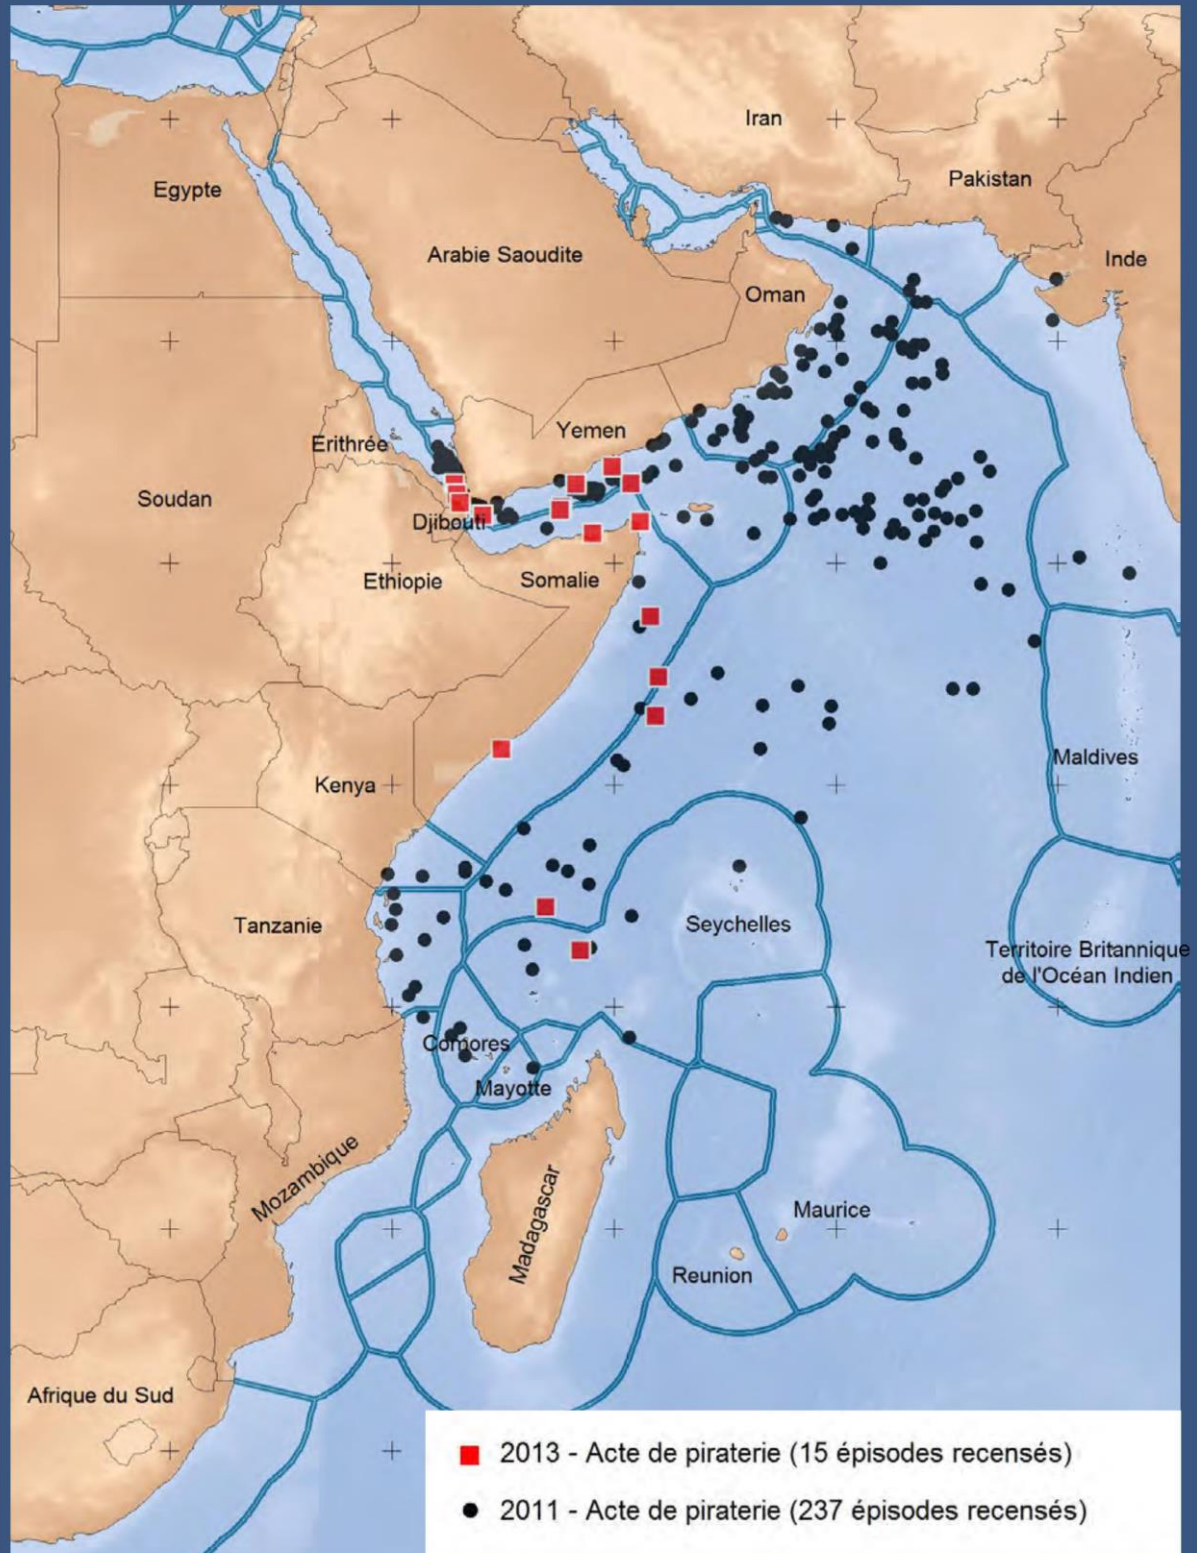 Iran
Pakistan
Egypte
Arabie Saoudite
Inde
Oman
Yemen
Erithrée
Soudan
Djibouti
Ethiopie
Somalie
Maldives
Kenya
Seychelles
Tanzanie
Territoire Britannique
de l'Océan Indien
Comores
Mayotte
Mozambique
Madagascar
Maurice
Reunion
Afrique du Sud
2013 - Acte de piraterie (15 épisodes recensés)
2011 - Acte de piraterie (237 épisodes recensés)